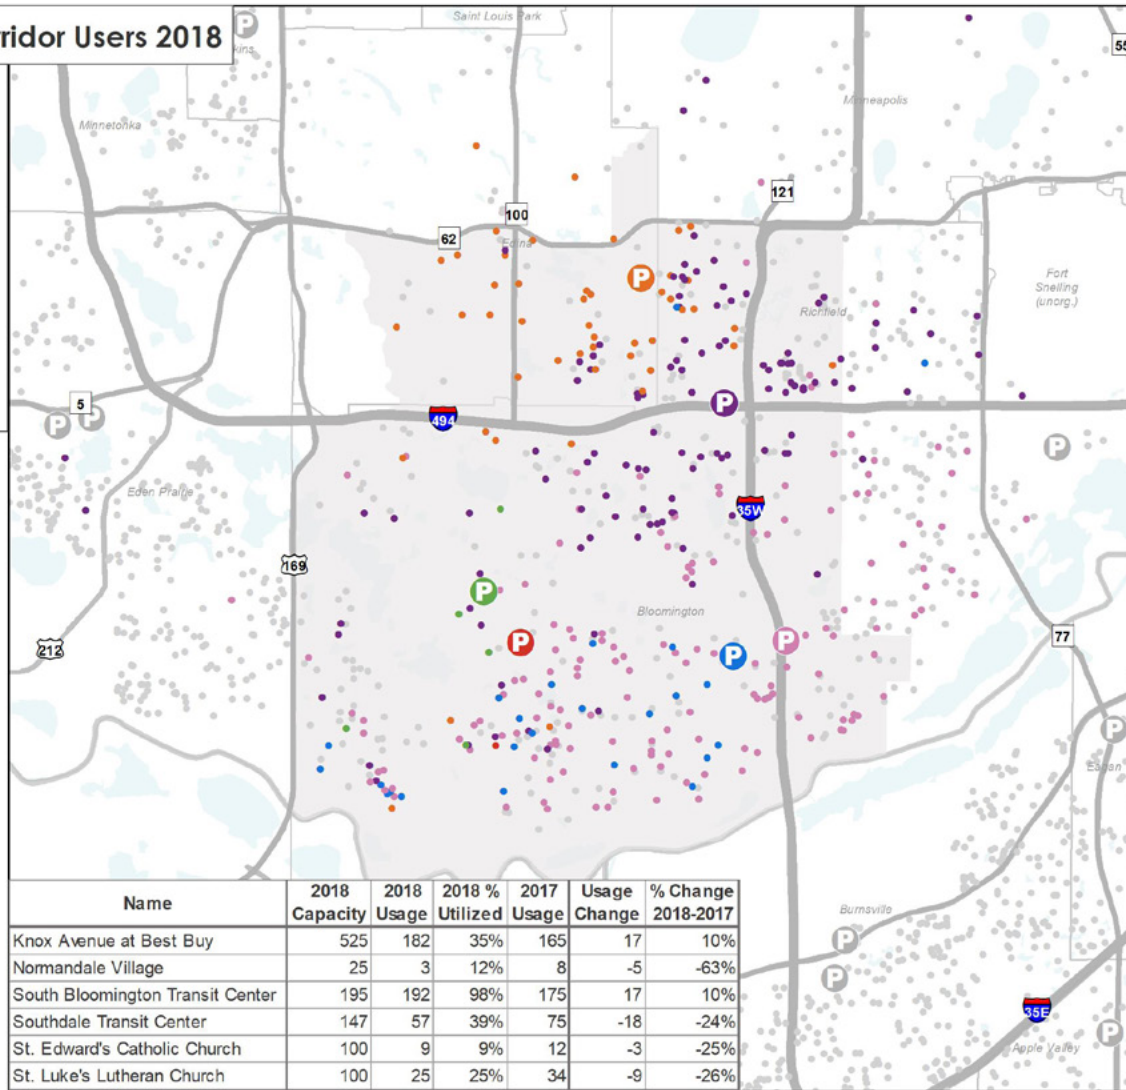 rridor Users 2018
P
kins
Saint Louis Park
55
Minnetonka
Minneapolis
121
100
62
Edina
P
Fort
Snelling
(unorg.)
Richfield
5
P
P
494
P
P
Eden Prairie
35W
169
P
Bloomington
212
P
P
P
77
P
Eagan
Name
2018 Capacity
2018 Usage
2018 % Utilized
2017 Usage
Usage Change
% Change 2018-2017
Knox Avenue at Best Buy 525 182 35% 165 17 10%
Normandale Village 25 3 12% 8 -5 -63%
South Bloomington Transit Center 195 192 98% 175 17 10%
Southdale Transit Center 147 57 39% 75 -18 -24%
St. Edward's Catholic Church 100 9 9% 12 -3 -25%
St. Luke's Lutheran Church 100 25 25% 34 -9 -26%
Burnsville
P
P
35E
P
Apple Valley